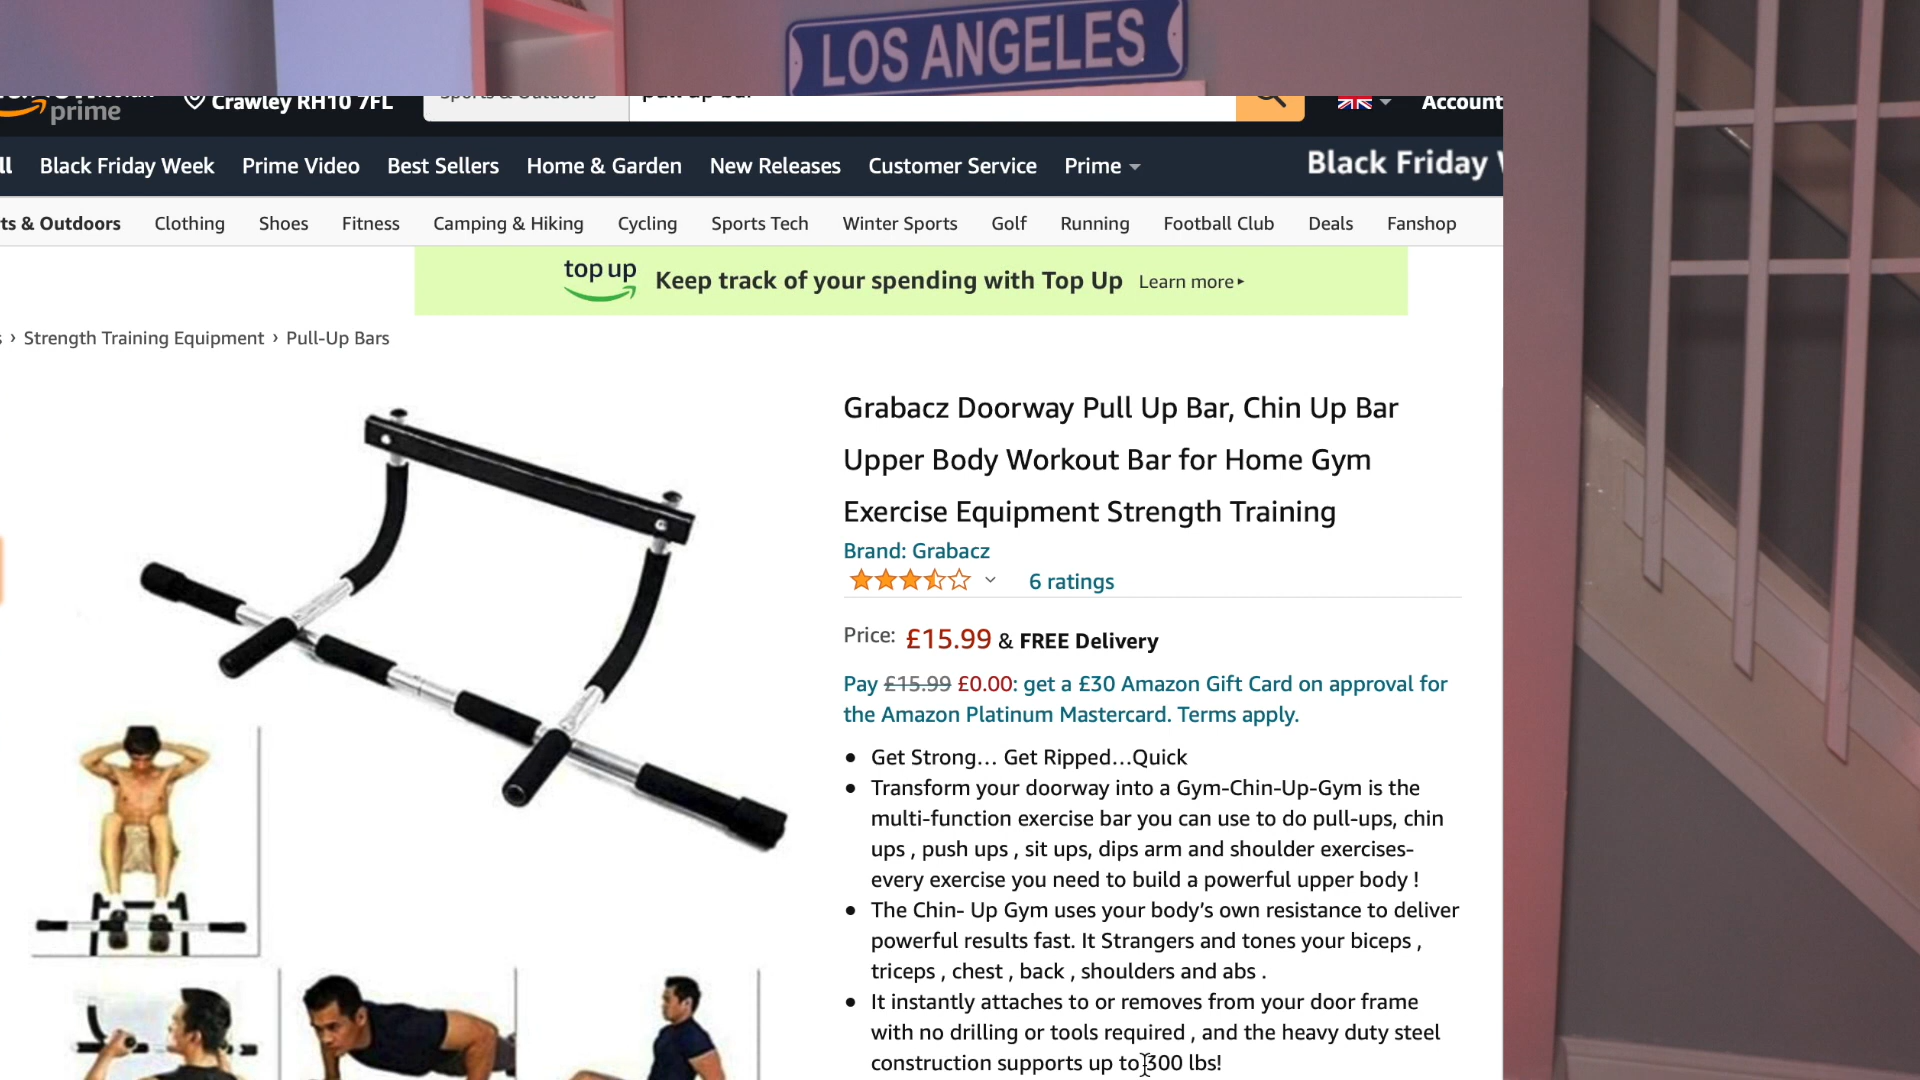 LOS ANGELES
prime
Crawley RH10 7FL
Sports & Outdoors
pull up bar
Account
Black Friday Week
Prime Video
Best Sellers
Home & Garden
New Releases
Customer Service
Prime
Black Friday
ts & Outdoors
Clothing
Shoes
Fitness
Camping & Hiking
Cycling
Sports Tech
Winter Sports
Golf
Running
Football Club
Deals
Fanshop
top up
Keep track of your spending with Top Up
Learn more
› Strength Training Equipment › Pull-Up Bars
Grabacz Doorway Pull Up Bar, Chin Up Bar
Upper Body Workout Bar for Home Gym
Exercise Equipment Strength Training
Brand: Grabacz
6 ratings
Price: £15.99 & FREE Delivery
Pay £15.99 £0.00: get a £30 Amazon Gift Card on approval for
the Amazon Platinum Mastercard. Terms apply.
• Get Strong... Get Ripped...Quick
• Transform your doorway into a Gym-Chin-Up-Gym is the
multi-function exercise bar you can use to do pull-ups, chin
ups , push ups , sit ups, dips arm and shoulder exercises-
every exercise you need to build a powerful upper body !
• The Chin- Up Gym uses your body’s own resistance to deliver
powerful results fast. It Strangers and tones your biceps ,
triceps , chest , back , shoulders and abs .
• It instantly attaches to or removes from your door frame
with no drilling or tools required , and the heavy duty steel
construction supports up to 300 lbs!